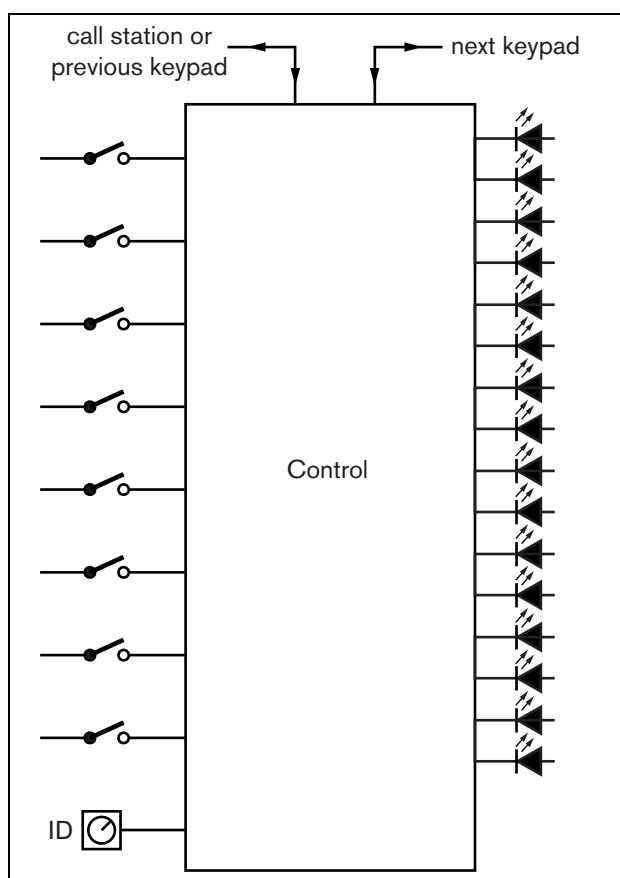 call station or
previous keypad
next keypad
Control
ID